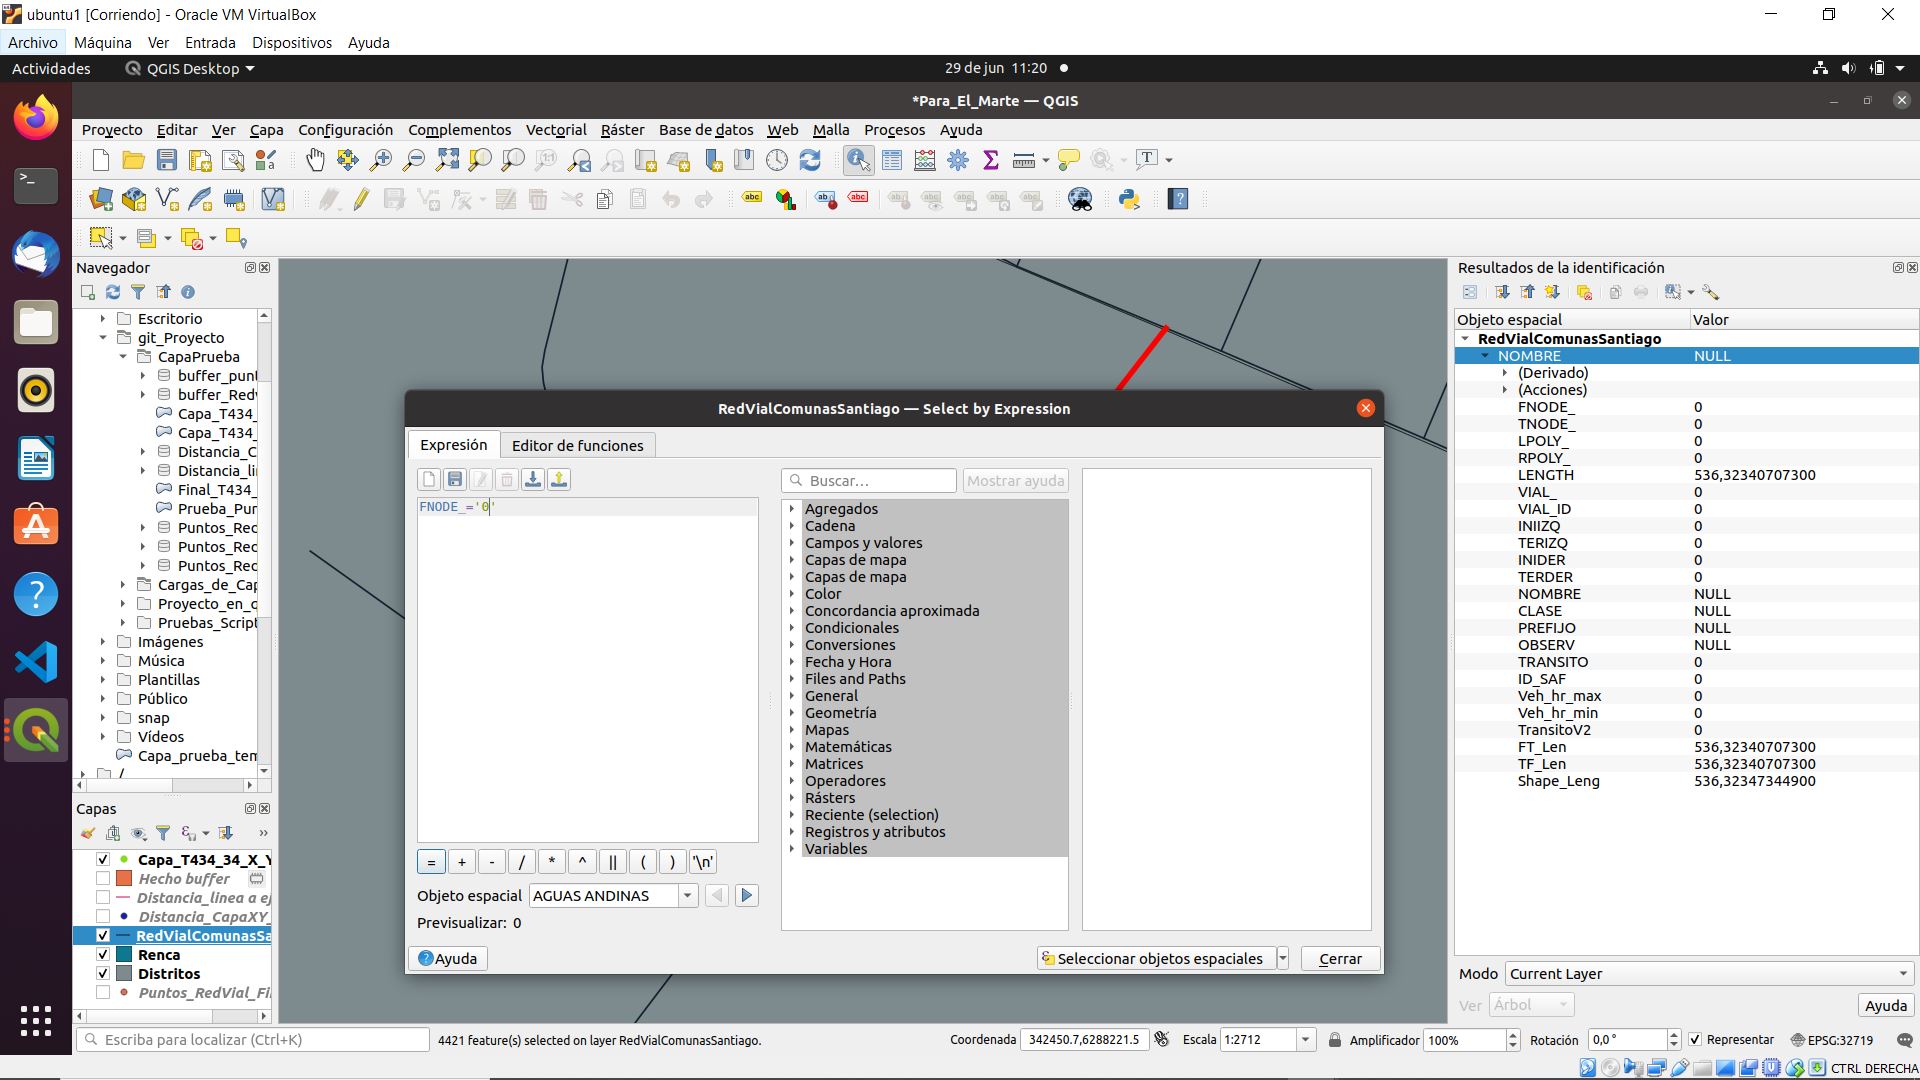 ubuntu1 [Corriendo] - Oracle VM VirtualBox
Archivo Máquina Ver Entrada Dispositivos Ayuda
Actividades QGIS Desktop 29 de jun 11:20
*Para_El_Marte — QGIS
Proyecto Editar Ver Capa Configuración Complementos Vectorial Ráster Base de datos Web Malla Procesos Ayuda
Navegador
Escritorio
git_Proyecto
CapaPrueba
buffer_punt
buffer_Redv
Capa_T434_
Capa_T434_
Distancia_C
Distancia_li
Final_T434_
Prueba_Pur
Puntos_Rec
Puntos_Rec
Puntos_Rec
Cargas_de_Cap
Proyecto_en_q
Pruebas_Script
Imágenes
Música
Plantillas
Público
snap
Vídeos
Capa_prueba_tem
/
Capas
Capa_T434_34_X_Y
Hecho buffer
Distancia_linea a ej
Distancia_CapaXY_
RedVialComunasSa
Renca
Distritos
Puntos_RedVial_Fi
RedVialComunasSantiago — Select by Expression
Expresión Editor de funciones
Buscar... Mostrar ayuda
FNODE_='0'
Agregados
Cadena
Campos y valores
Capas de mapa
Capas de mapa
Color
Concordancia aproximada
Condicionales
Conversiones
Fecha y Hora
Files and Paths
General
Geometría
Mapas
Matemáticas
Matrices
Operadores
Rásters
Reciente (selection)
Registros y atributos
Variables
= + - / * ^ || ( ) '\n'
Objeto espacial AGUAS ANDINAS
Previsualizar: 0
Ayuda Seleccionar objetos espaciales Cerrar
Resultados de la identificación
Objeto espacial Valor
RedVialComunasSantiago
NOMBRE NULL
(Derivado)
(Acciones)
FNODE_ 0
TNODE_ 0
LPOLY_ 0
RPOLY_ 0
LENGTH 536,32340707300
VIAL_ 0
VIAL_ID 0
INIIZQ 0
TERIZQ 0
INIDER 0
TERDER 0
NOMBRE NULL
CLASE NULL
PREFIJO NULL
OBSERV NULL
TRANSITO 0
ID_SAF 0
Veh_hr_max 0
Veh_hr_min 0
TransitoV2 0
FT_Len 536,32340707300
TF_Len 536,32340707300
Shape_Leng 536,32347344900
Modo Current Layer
Ver Árbol Ayuda
Escriba para localizar (Ctrl+K) 4421 feature(s) selected on layer RedVialComunasSantiago. Coordenada 342450.7,6288221.5 Escala 1:2712 Amplificador 100% Rotación 0,0 ° Representar EPSG:32719
CTRL DERECHA